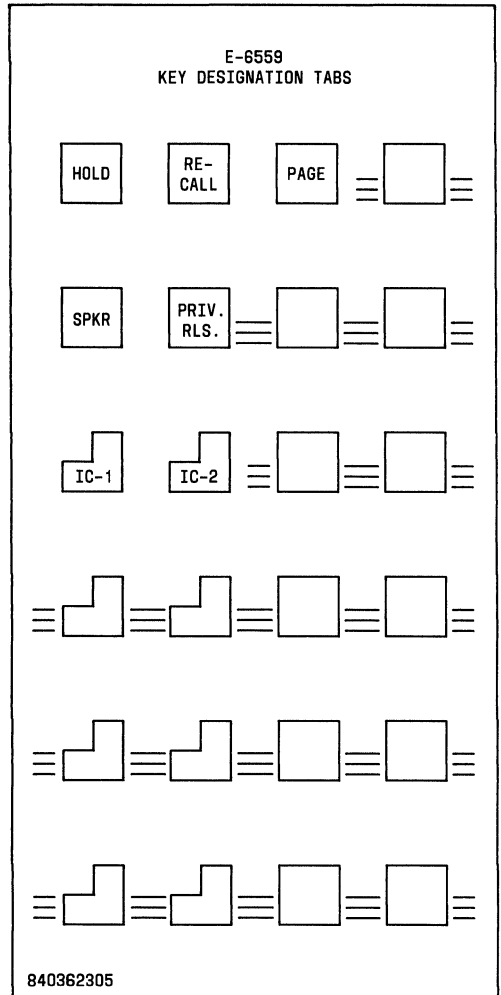 E-6559
KEY DESIGNATION TABS
HOLD
RE-
CALL
PAGE
SPKR
PRIV.
RLS.
IC-1
IC-2
840362305